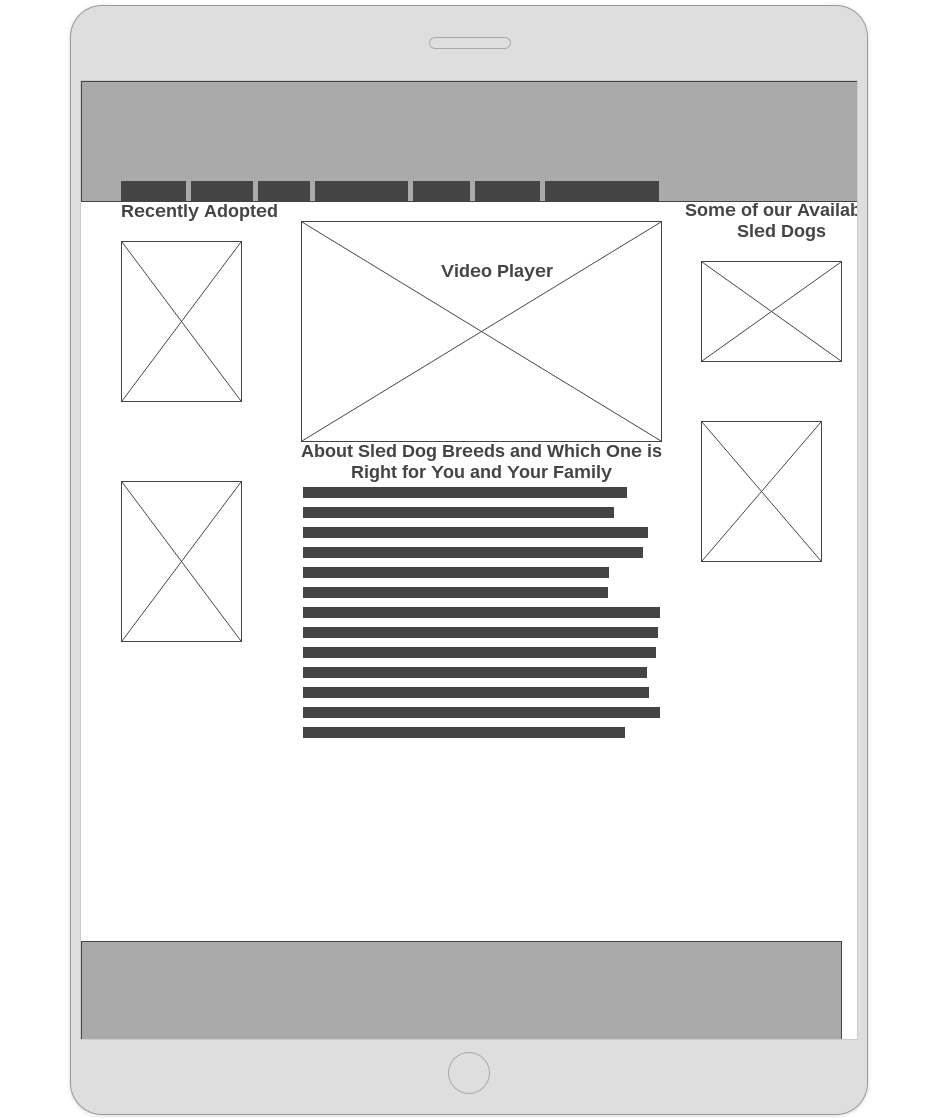 Recently Adopted
Video Player
About Sled Dog Breeds and Which One is
Right for You and Your Family
Some of our Availab
Sled Dogs